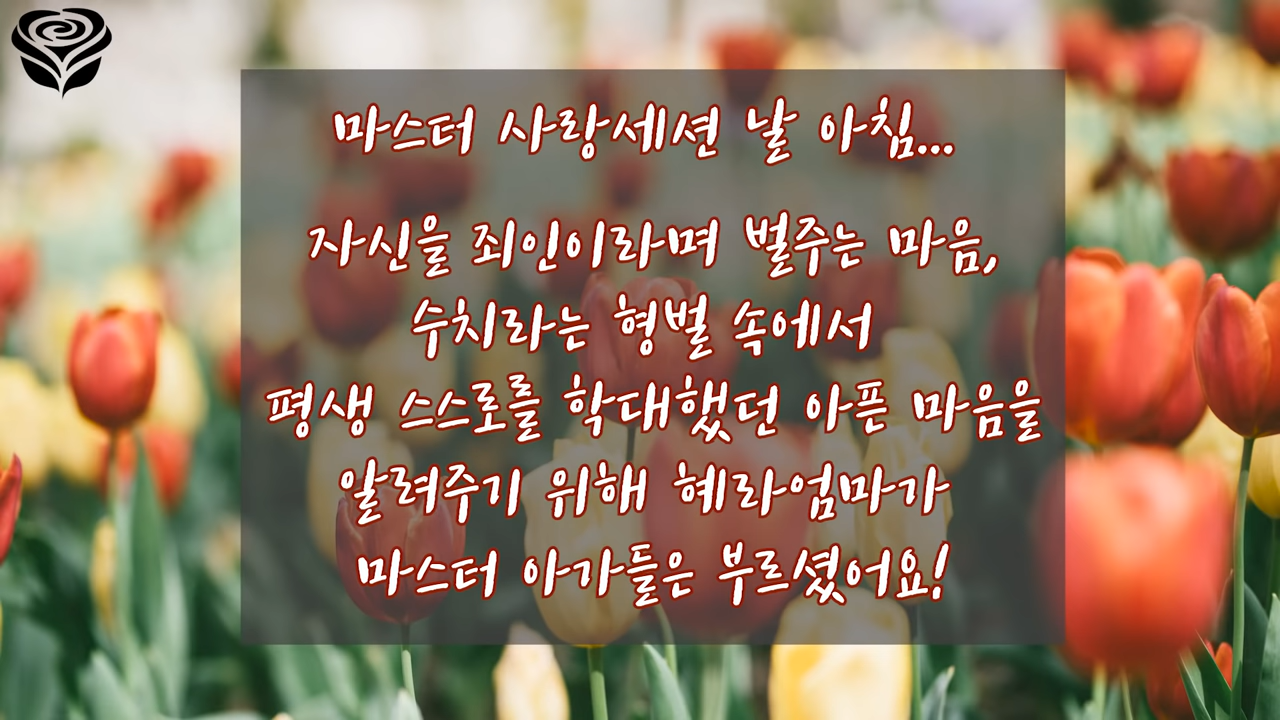 마스터 사랑세션 날 아침...
자신을 죄인이라며 벌주는 마음,
수치라는 형벌 속에서
평생 스스로를 학대했던 아픈 마음을
알려주기 위해 혜라엄마가
마스터 아가들은 부르셨어요!